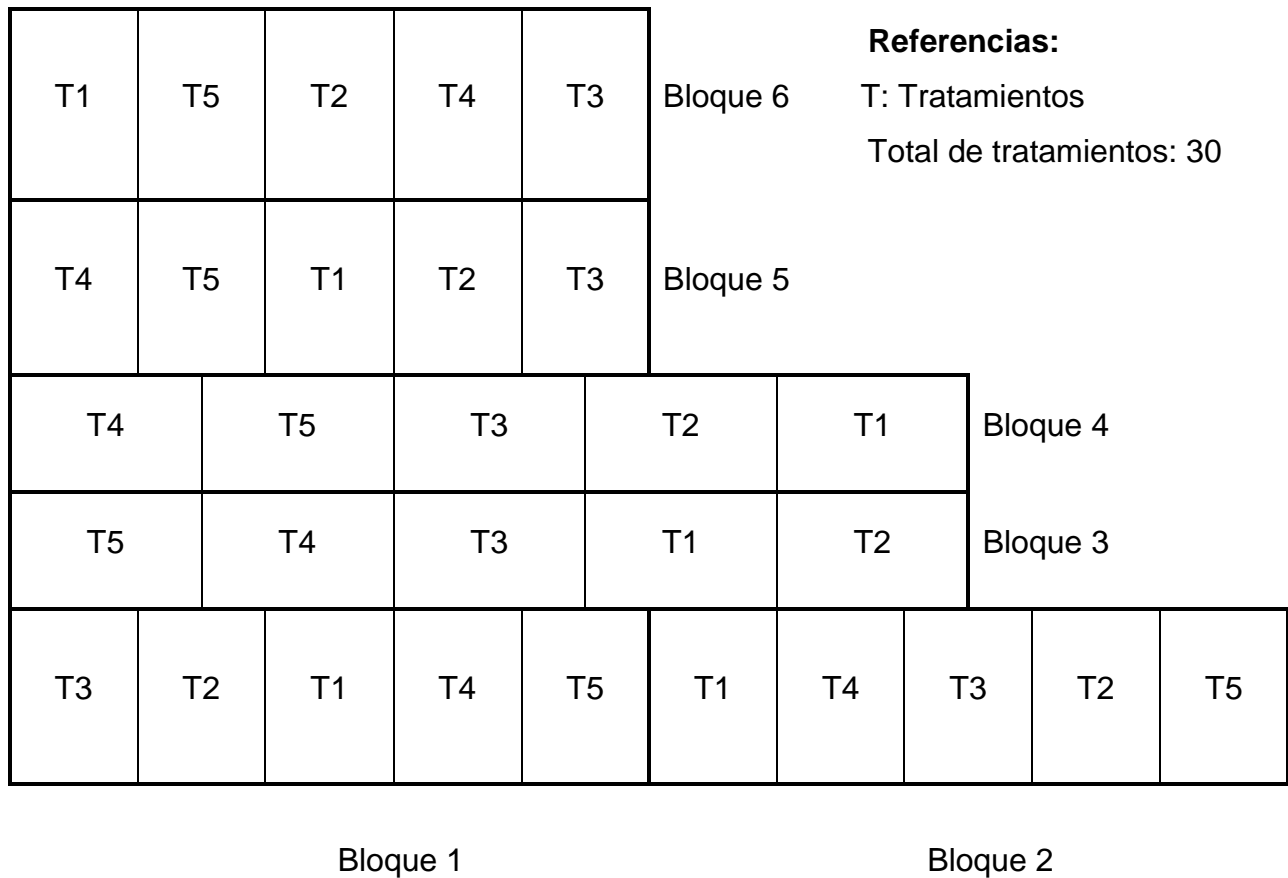 Referencias:
T1 T5 T2 T4 T3 Bloque 6 T: Tratamientos
Total de tratamientos: 30
T4 T5 T1 T2 T3 Bloque 5
T4 T5 T3 T2 T1 Bloque 4
T5 T4 T3 T1 T2 Bloque 3
T3 T2 T1 T4 T5 T1 T4 T3 T2 T5
Bloque 1 Bloque 2